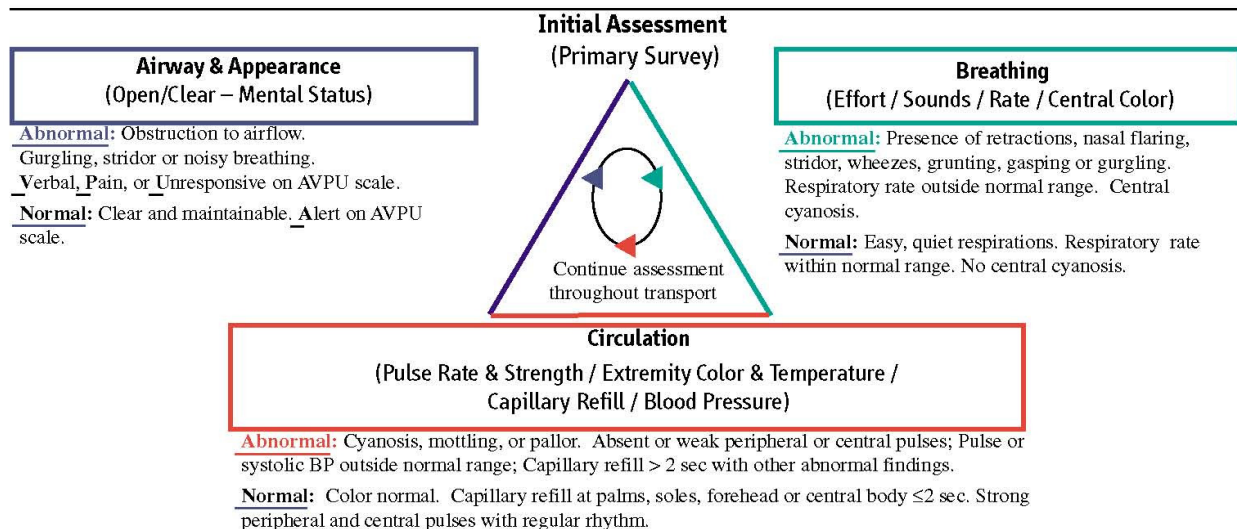 Initial Assessment
(Primary Survey)
Airway & Appearance
(Open/Clear – Mental Status)
Abnormal: Obstruction to airflow.
Gurgling, stridor or noisy breathing.
Verbal, Pain, or Unresponsive on AVPU scale.
Normal: Clear and maintainable. Alert on AVPU
scale.
Breathing
(Effort / Sounds / Rate / Central Color)
Abnormal: Presence of retractions, nasal flaring,
stridor, wheezes, grunting, gasping or gurgling.
Respiratory rate outside normal range. Central
cyanosis.
Normal: Easy, quiet respirations. Respiratory rate
within normal range. No central cyanosis.
Continue assessment
throughout transport
Circulation
(Pulse Rate & Strength / Extremity Color & Temperature /
Capillary Refill / Blood Pressure)
Abnormal: Cyanosis, mottling, or pallor. Absent or weak peripheral or central pulses; Pulse or
systolic BP outside normal range; Capillary refill > 2 sec with other abnormal findings.
Normal: Color normal. Capillary refill at palms, soles, forehead or central body ≤2 sec. Strong
peripheral and central pulses with regular rhythm.